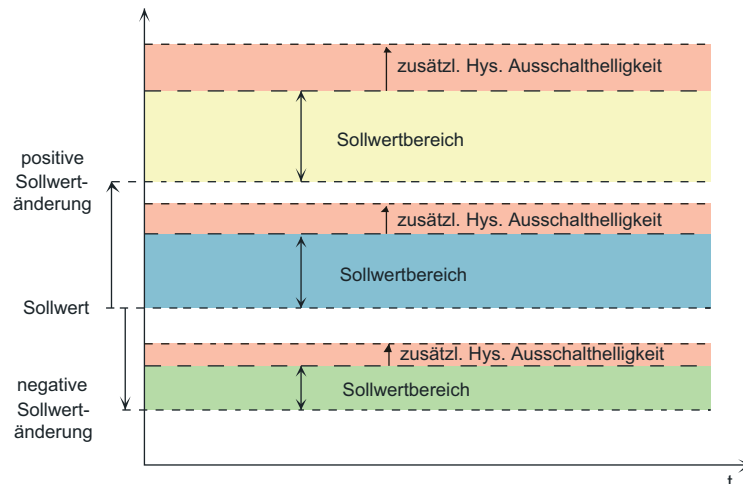 zusätzl. Hys. Ausschalthelligkeit
Sollwertbereich
positive
Sollwert-
änderung
zusätzl. Hys. Ausschalthelligkeit
Sollwertbereich
Sollwert
zusätzl. Hys. Ausschalthelligkeit
Sollwertbereich
negative
Sollwert-
änderung
t